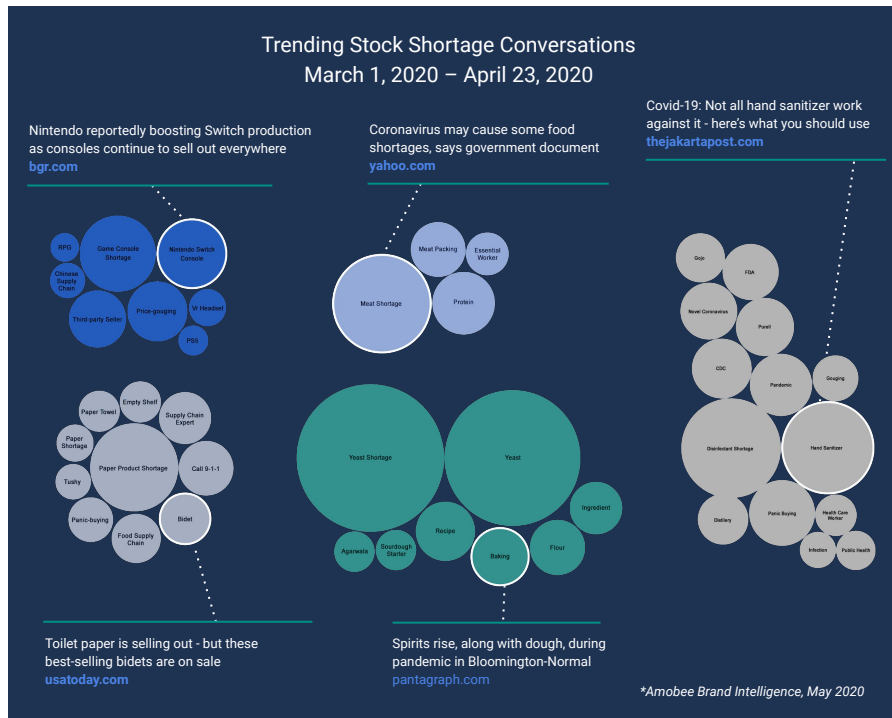 Trending Stock Shortage Conversations
March 1, 2020 – April 23, 2020
Nintendo reportedly boosting Switch production
as consoles continue to sell out everywhere
bgr.com
Coronavirus may cause some food
shortages, says government document
yahoo.com
Covid-19: Not all hand sanitizer work
against it - here's what you should use
thejakartapost.com
RPG
Game Console
Shortage
Nintendo Switch
Console
Chinese
Supply
Chain
Third-party Seller
Price-gouging
Vr Headset
PS5
Meat Packing
Essential
Worker
Meat Shortage
Protein
Gojo
FDA
Novel Coronavirus
Purell
CDC
Pandemic
Gouging
Disinfectant Shortage
Hand Sanitizer
Distillery
Panic Buying
Health Care
Worker
Infection
Public Health
Empty Shelf
Paper Towel
Supply Chain
Expert
Paper
Shortage
Paper Product Shortage
Call 9-1-1
Tushy
Panic-buying
Food Supply
Chain
Bidet
Yeast Shortage
Yeast
Ingredient
Recipe
Agarwala
Sourdough
Starter
Baking
Flour
Toilet paper is selling out - but these
best-selling bidets are on sale
usatoday.com
Spirits rise, along with dough, during
pandemic in Bloomington-Normal
pantagraph.com
*Amobee Brand Intelligence, May 2020